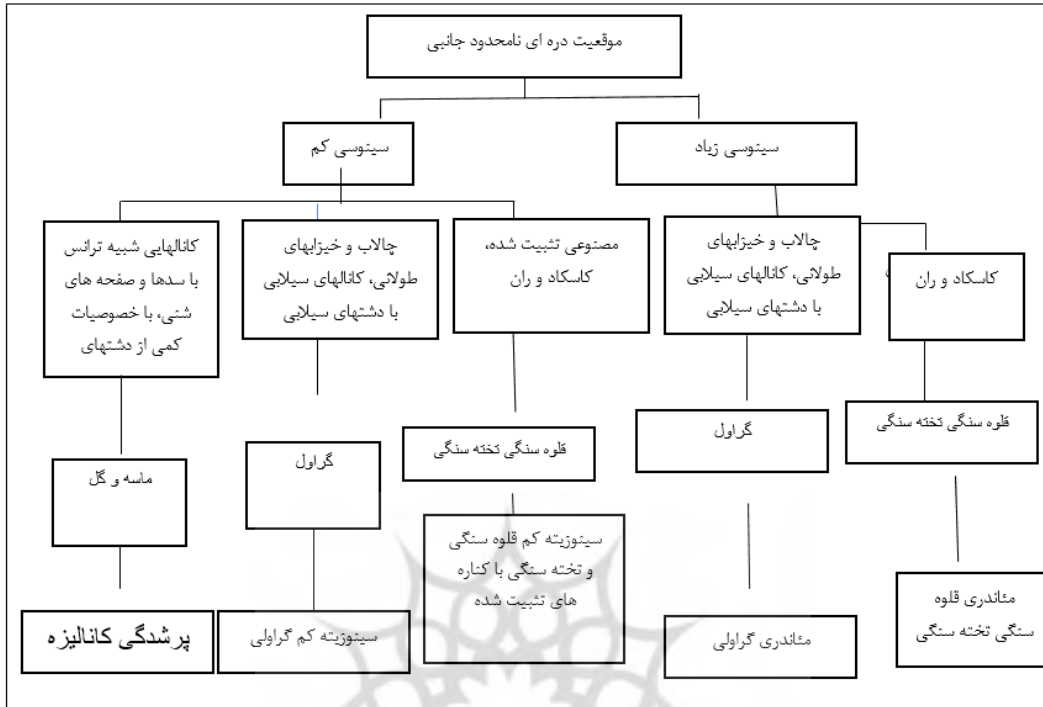 موقعیت دره ای نامحدود جانبی
سینوسی زیاد
سینوسی کم
کاسکاد و ران
چالاب و خیزابهای
طولائی، کانالهای سیلابی
با دشتهای سیلابی
مصنوعی تثبیت شده،
کاسکاد و ران
چالاب و خیزابهای
طولائی، کانالهای سیلابی
با دشتهای سیلابی
کانالهایی شبیه ترانس
با سدها و صفحه های
شنی، با خصوصیات
کمی از دشتهای
قلوه سنگی تخته سنگی
گراول
قلوه سنگی تخته سنگی
گراول
ماسه و گل
مئاندری قلوه
سنگی تخته سنگی
مئاندری گراولی
سینوزیته کم قلوه سنگی
و تخته سنگی با کناره
های تثبیت شده
سینوزیته کم گراولی
پرشدگی کانالیزه